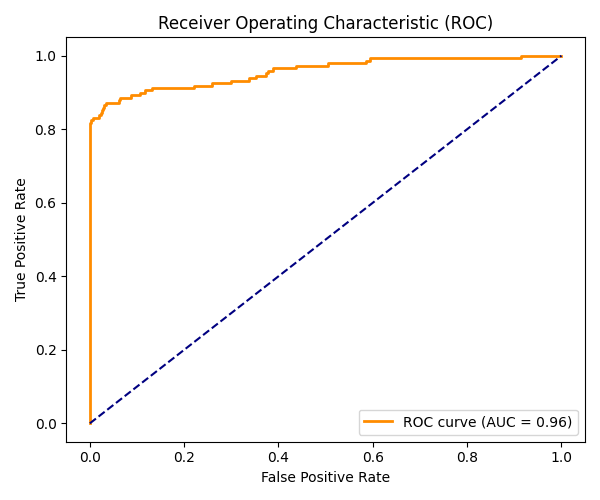 Receiver Operating Characteristic (ROC)
True Positive Rate
1.0
0.8
0.6
0.4
0.2
0.0
ROC curve (AUC = 0.96)
0.0 0.2 0.4 0.6 0.8 1.0
False Positive Rate